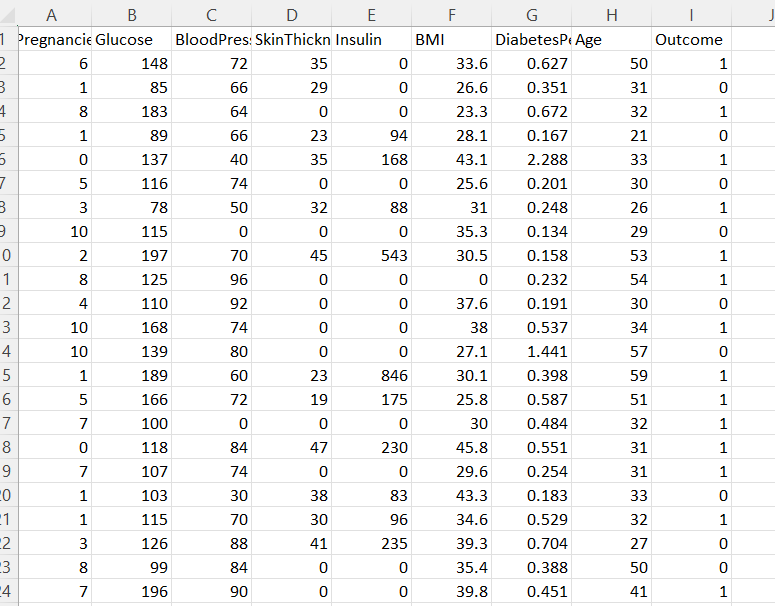 A B C D E F G H I J
1 Pregnancie Glucose BloodPres SkinThickn Insulin BMI DiabetesPe Age Outcome
2 6 148 72 35 0 33.6 0.627 50 1
3 1 85 66 29 0 26.6 0.351 31 0
4 8 183 64 0 0 23.3 0.672 32 1
5 1 89 66 23 94 28.1 0.167 21 0
6 0 137 40 35 168 43.1 2.288 33 1
7 5 116 74 0 0 25.6 0.201 30 0
8 3 78 50 32 88 31 0.248 26 1
9 10 115 0 0 0 35.3 0.134 29 0
0 2 197 70 45 543 30.5 0.158 53 1
1 8 125 96 0 0 0 0.232 54 1
2 4 110 92 0 0 37.6 0.191 30 0
3 10 168 74 0 0 38 0.537 34 1
4 10 139 80 0 0 27.1 1.441 57 0
5 1 189 60 23 846 30.1 0.398 59 1
6 5 166 72 19 175 25.8 0.587 51 1
7 7 100 0 0 0 30 0.484 32 1
8 0 118 84 47 230 45.8 0.551 31 1
9 7 107 74 0 0 29.6 0.254 31 1
20 1 103 30 38 83 43.3 0.183 33 0
21 1 115 70 30 96 34.6 0.529 32 1
22 3 126 88 41 235 39.3 0.704 27 0
23 8 99 84 0 0 35.4 0.388 50 0
24 7 196 90 0 0 39.8 0.451 41 1